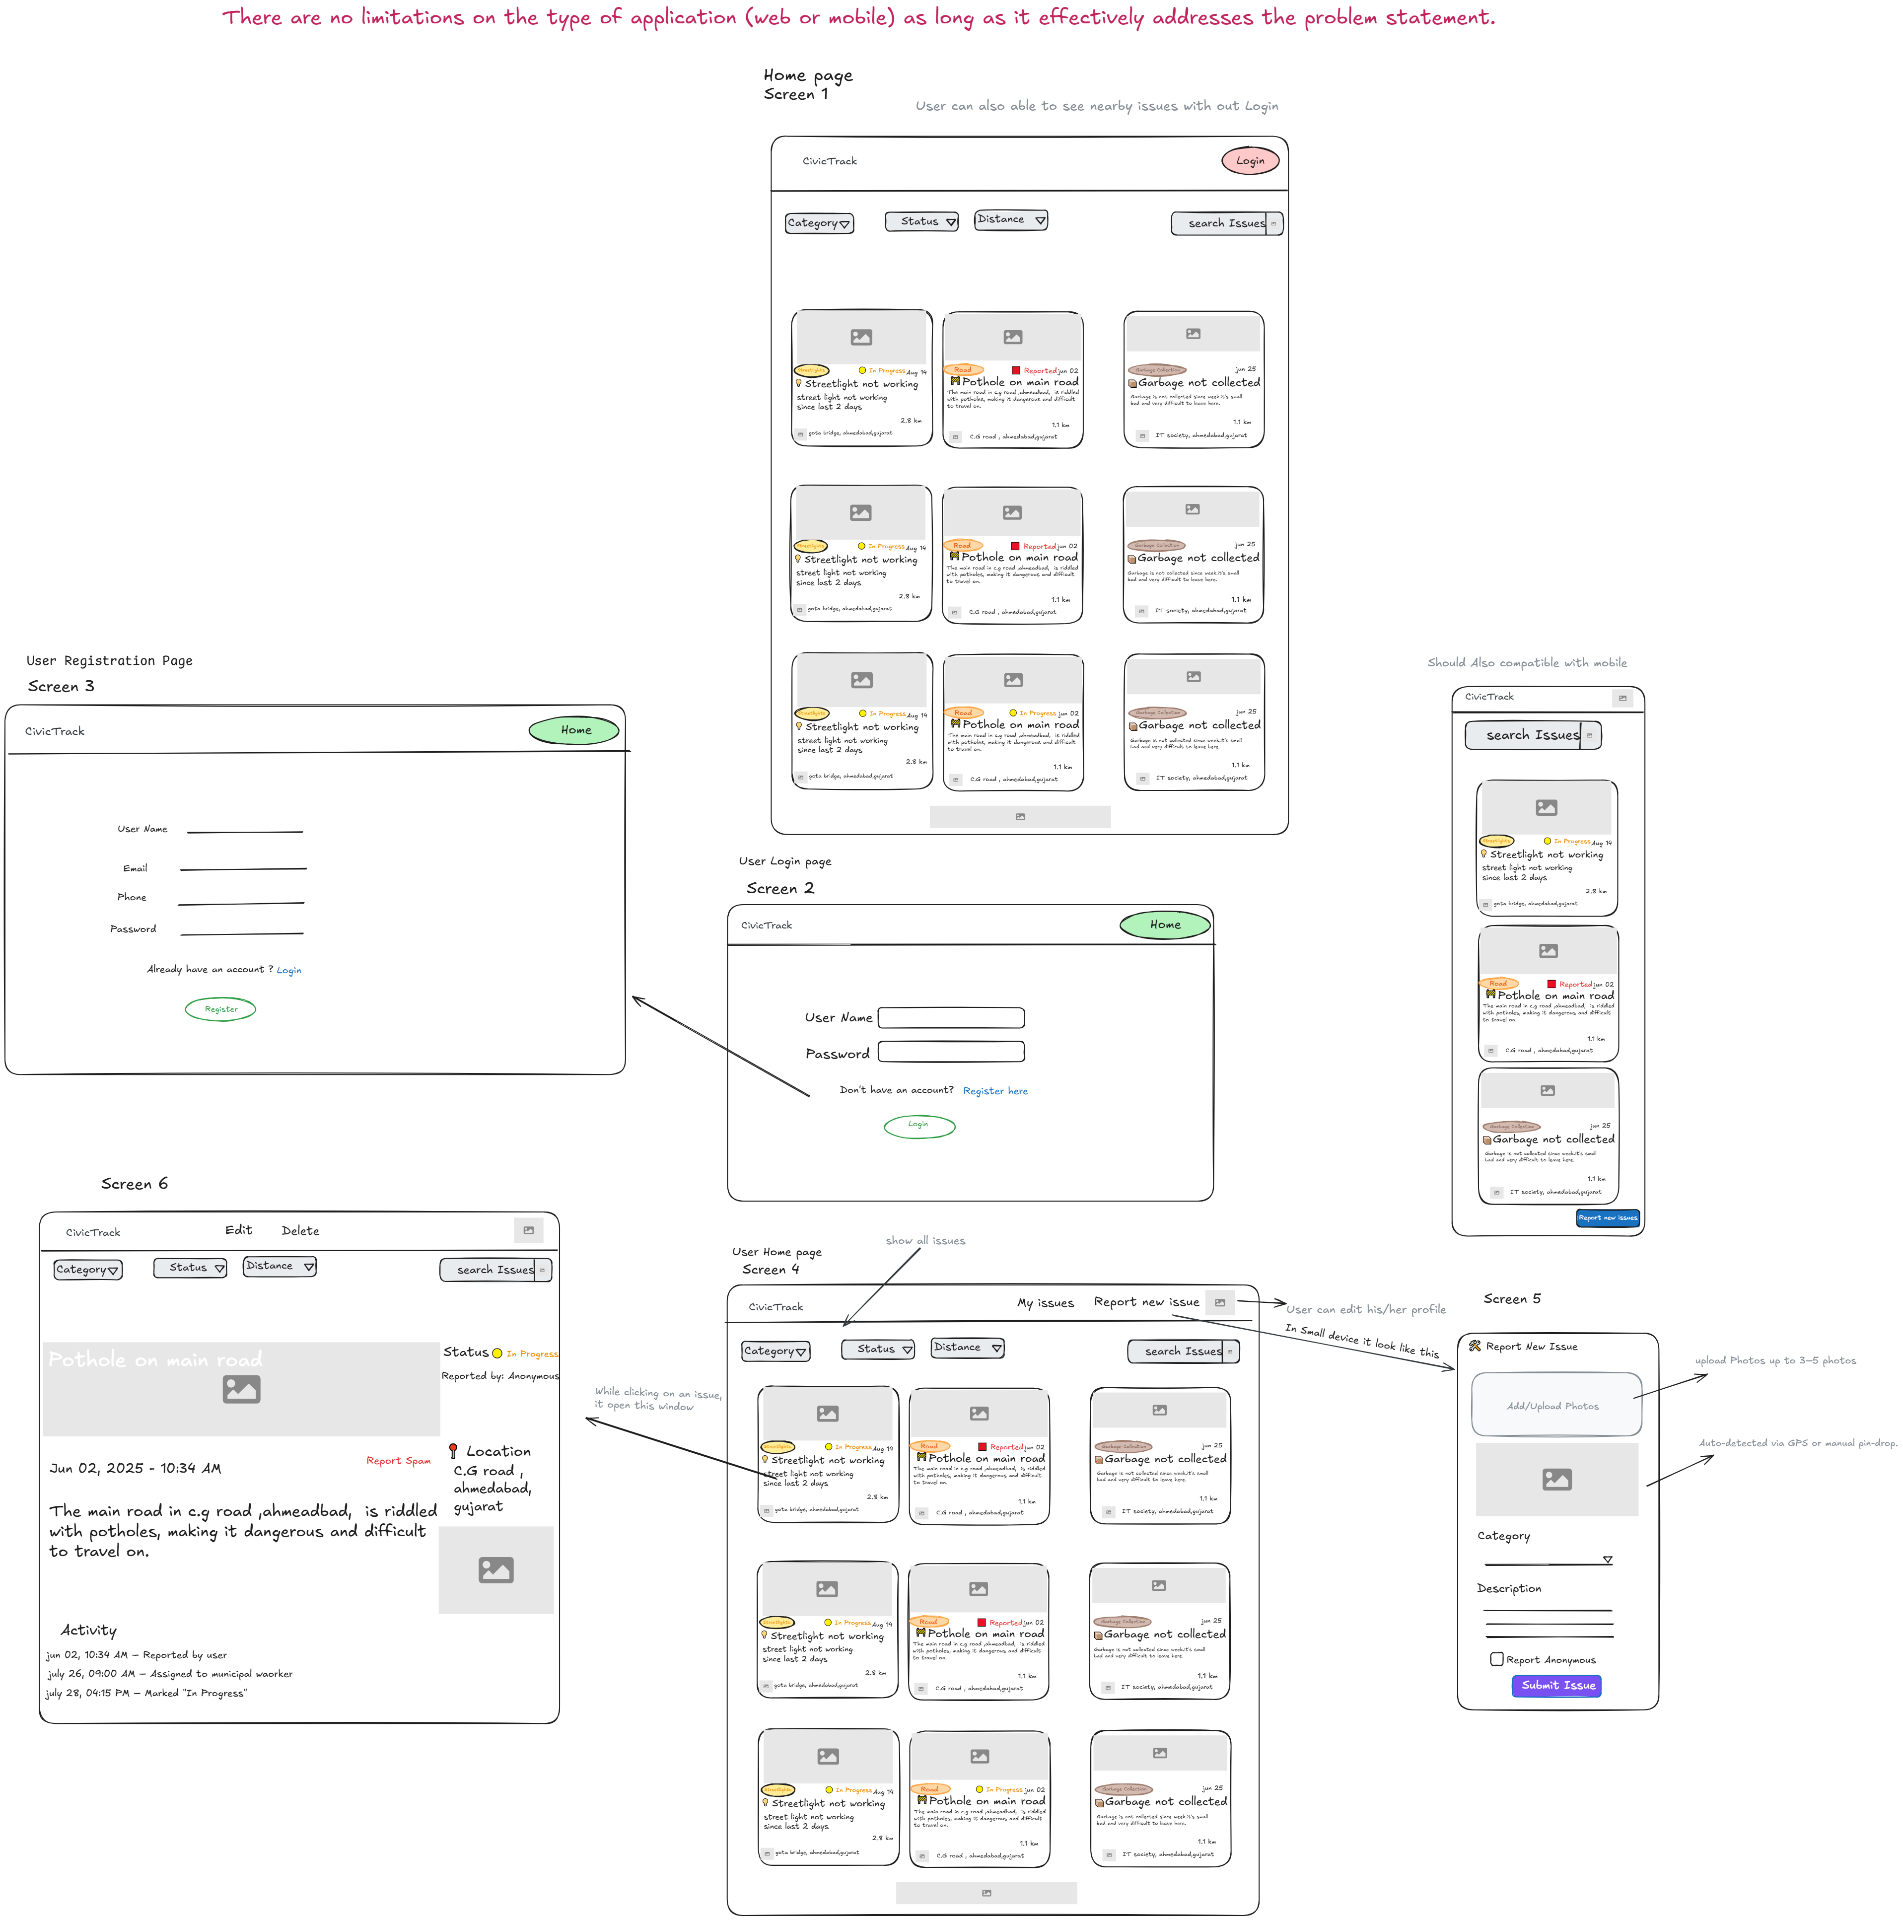 There are no limitations on the type of application (web or mobile) as long as it effectively addresses the problem statement.
Home page
Screen 1
User can also able to see nearby issues with out Login
CivicTrack
Login
Category
Status
Distance
search Issues
Streetlights
In Progress
Aug 19
Streetlight not working
street light not working
since last 2 days
2.8 km
gota bridge, ahmedabad,gujarat
Road
Reported
jun 02
Pothole on main road
The main road in c.g road ,ahmeadbad, is riddled
with potholes, making it dangerous and difficult
to travel on.
1.1 km
C.G road , ahmedabad,gujarat
Garbage Collection
jun 25
Garbage not collected
Garbage is not collected since week.it's smell
bad and very difficult to leave here.
1.1 km
IT society, ahmedabad,gujarat
Streetlights
In Progress
Aug 19
Streetlight not working
street light not working
since last 2 days
2.8 km
gota bridge, ahmedabad,gujarat
Road
Reported
jun 02
Pothole on main road
The main road in c.g road ,ahmeadbad, is riddled
with potholes, making it dangerous and difficult
to travel on.
1.1 km
C.G road , ahmedabad,gujarat
Garbage Collection
jun 25
Garbage not collected
Garbage is not collected since week.it's smell
bad and very difficult to leave here.
1.1 km
IT society, ahmedabad,gujarat
Streetlights
In Progress
Aug 19
Streetlight not working
street light not working
since last 2 days
2.8 km
gota bridge, ahmedabad,gujarat
Road
In Progress
jun 02
Pothole on main road
The main road in c.g road ,ahmeadbad, is riddled
with potholes, making it dangerous and difficult
to travel on.
1.1 km
C.G road , ahmedabad,gujarat
Garbage Collection
jun 25
Garbage not collected
Garbage is not collected since week.it's smell
bad and very difficult to leave here.
1.1 km
IT society, ahmedabad,gujarat
User Registration Page
Screen 3
CivicTrack
Home
User Name
Email
Phone
Password
Already have an account ? Login
Register
User Login page
Screen 2
CivicTrack
Home
User Name
Password
Don't have an account? Register here
Login
Should Also compatible with mobile
CivicTrack
search Issues
Streetlights
In Progress
Aug 19
Streetlight not working
street light not working
since last 2 days
2.8 km
gota bridge, ahmedabad,gujarat
Road
Reported
jun 02
Pothole on main road
The main road in c.g road ,ahmeadbad, is riddled
with potholes, making it dangerous and difficult
to travel on.
1.1 km
C.G road , ahmedabad,gujarat
Garbage Collection
jun 25
Garbage not collected
Garbage is not collected since week.it's smell
bad and very difficult to leave here.
1.1 km
IT society, ahmedabad,gujarat
Report new issues
Screen 6
CivicTrack
Edit
Delete
Category
Status
Distance
search Issues
Pothole on main road
Status
In Progress
Reported by: Anonymous
Jun 02, 2025 - 10:34 AM
Report Spam
Location
C.G road ,
ahmedabad,
gujarat
The main road in c.g road ,ahmeadbad, is riddled
with potholes, making it dangerous and difficult
to travel on.
Activity
jun 02, 10:34 AM – Reported by user
july 26, 09:00 AM – Assigned to municipal waorker
july 28, 04:15 PM – Marked "In Progress"
While clicking on an issue,
it open this window
show all issues
User Home page
Screen 4
CivicTrack
My issues
Report new issue
User can edit his/her profile
In Small device it look like this
Category
Status
Distance
search Issues
Streetlights
In Progress
Aug 19
Streetlight not working
street light not working
since last 2 days
2.8 km
gota bridge, ahmedabad,gujarat
Road
Reported
jun 02
Pothole on main road
The main road in c.g road ,ahmeadbad, is riddled
with potholes, making it dangerous and difficult
to travel on.
1.1 km
C.G road , ahmedabad,gujarat
Garbage Collection
jun 25
Garbage not collected
Garbage is not collected since week.it's smell
bad and very difficult to leave here.
1.1 km
IT society, ahmedabad,gujarat
Streetlights
In Progress
Aug 19
Streetlight not working
street light not working
since last 2 days
2.8 km
gota bridge, ahmedabad,gujarat
Road
Reported
jun 02
Pothole on main road
The main road in c.g road ,ahmeadbad, is riddled
with potholes, making it dangerous and difficult
to travel on.
1.1 km
C.G road , ahmedabad,gujarat
Garbage Collection
jun 25
Garbage not collected
Garbage is not collected since week.it's smell
bad and very difficult to leave here.
1.1 km
IT society, ahmedabad,gujarat
Streetlights
In Progress
Aug 19
Streetlight not working
street light not working
since last 2 days
2.8 km
gota bridge, ahmedabad,gujarat
Road
In Progress
jun 02
Pothole on main road
The main road in c.g road ,ahmeadbad, is riddled
with potholes, making it dangerous and difficult
to travel on.
1.1 km
C.G road , ahmedabad,gujarat
Garbage Collection
jun 25
Garbage not collected
Garbage is not collected since week.it's smell
bad and very difficult to leave here.
1.1 km
IT society, ahmedabad,gujarat
Screen 5
Report New Issue
upload Photos up to 3–5 photos
Add/Upload Photos
Auto-detected via GPS or manual pin-drop.
Category
Description
Report Anonymous
Submit Issue